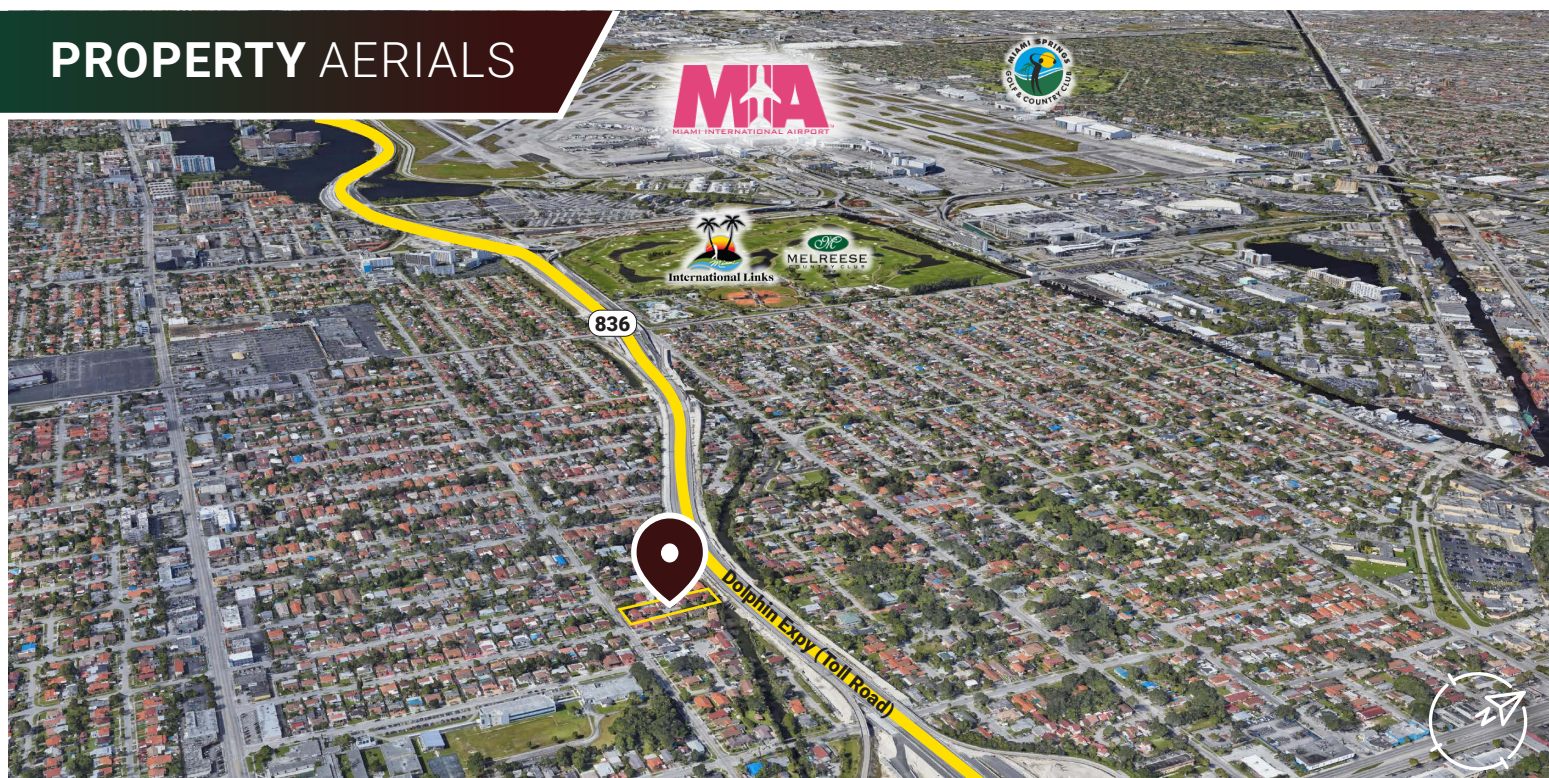 PROPERTY AERIALS
MIA
MIAMI INTERNATIONAL AIRPORT
MIAMI SPRINGS
GOLF & COUNTRY CLUB
Miami
International Links
M
MELREESE
COUNTRY CLUB
836
Dolphin Expy (Toll Road)
N